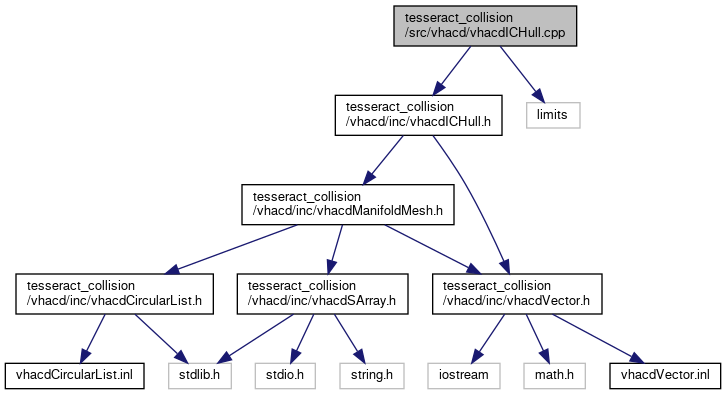 tesseract_collision
/src/vhacd/vhacdICHull.cpp
tesseract_collision
/vhacd/inc/vhacdICHull.h
limits
tesseract_collision
/vhacd/inc/vhacdManifoldMesh.h
tesseract_collision
/vhacd/inc/vhacdCircularList.h
tesseract_collision
/vhacd/inc/vhacdSArray.h
tesseract_collision
/vhacd/inc/vhacdVector.h
vhacdCircularList.inl
stdlib.h
stdio.h
string.h
iostream
math.h
vhacdVector.inl